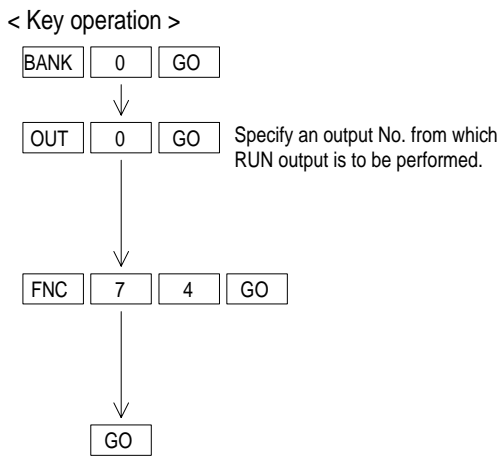 < Key operation >
BANK 0 GO
OUT 0 GO Specify an output No. from which
RUN output is to be performed.
FNC 7 4 GO
GO